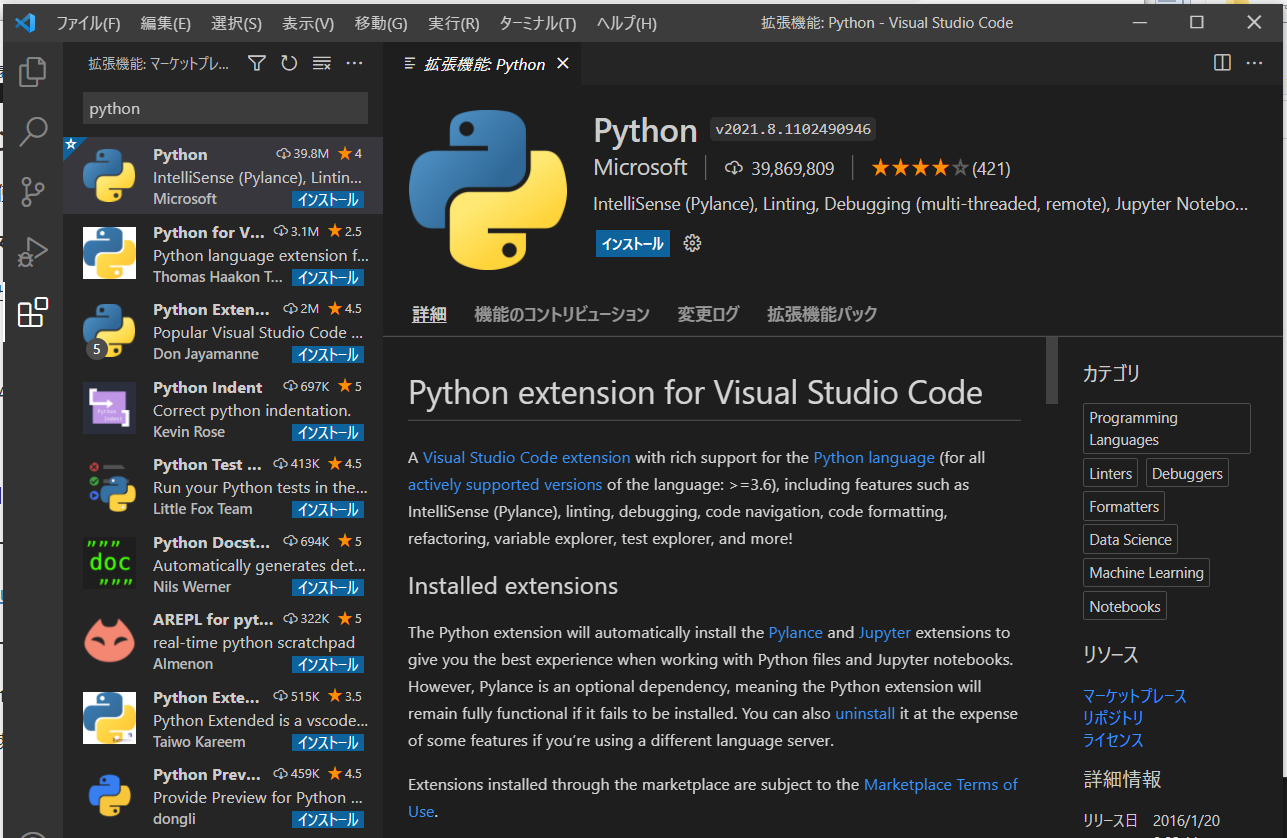 ファイル(F) 編集(E) 選択(S) 表示(V) 移動(G) 実行(R) ターミナル(T) ヘルプ(H) 拡張機能: Python - Visual Studio Code
拡張機能: マーケットプレ...
python
Python 39.8M 4
IntelliSense (Pylance), Lintin...
Microsoft インストール
Python for V... 3.1M 2.5
Python language extension f...
Thomas Haakon T... インストール
Python Exten... 2M 4.5
Popular Visual Studio Code ...
5
Don Jayamanne インストール
Python Indent 697K 5
Correct python indentation.
Kevin Rose インストール
Python Test ... 413K 4.5
Run your Python tests in the...
Little Fox Team インストール
Python Docst... 694K 5
"""
doc
"""
Automatically generates det...
Nils Werner インストール
AREPL for pyt... 322K 5
real-time python scratchpad
Almenon インストール
Python Exte... 515K 3.5
Python Extended is a vscode...
Taiwo Kareem インストール
Python Prev... 459K 4.5
Provide Preview for Python ...
dongli インストール
拡張機能: Python
Python v2021.8.1102490946
Microsoft 39,869,809 (421)
IntelliSense (Pylance), Linting, Debugging (multi-threaded, remote), Jupyter Notebo...
インストール
詳細 機能のコントリビューション 変更ログ 拡張機能パック
Python extension for Visual Studio Code
A Visual Studio Code extension with rich support for the Python language (for all
actively supported versions of the language: >=3.6), including features such as
IntelliSense (Pylance), linting, debugging, code navigation, code formatting,
refactoring, variable explorer, test explorer, and more!
Installed extensions
The Python extension will automatically install the Pylance and Jupyter extensions to
give you the best experience when working with Python files and Jupyter notebooks.
However, Pylance is an optional dependency, meaning the Python extension will
remain fully functional if it fails to be installed. You can also uninstall it at the expense
of some features if you're using a different language server.
Extensions installed through the marketplace are subject to the Marketplace Terms of
Use.
カテゴリ
Programming
Languages
Linters Debuggers
Formatters
Data Science
Machine Learning
Notebooks
リソース
マーケットプレース
リポジトリ
ライセンス
詳細情報
リリース日 2016/1/20